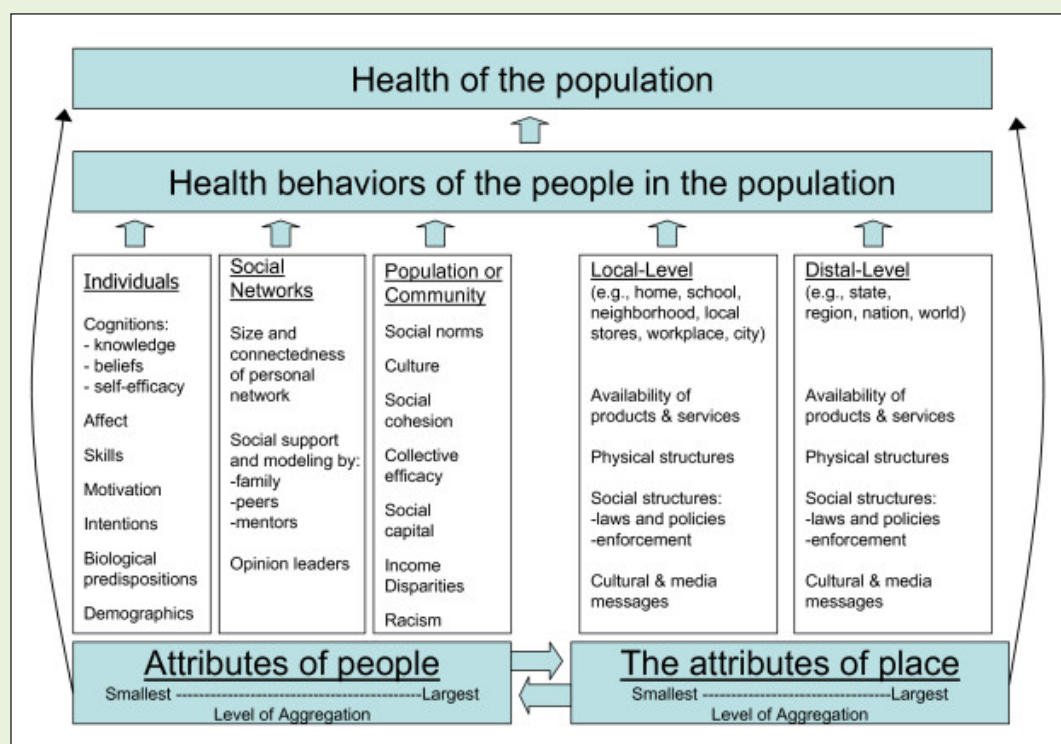 Health of the population
Health behaviors of the people in the population
Individuals
Cognitions:
- knowledge
- beliefs
- self-efficacy
Affect
Skills
Motivation
Intentions
Biological
predispositions
Demographics
Social
Networks
Size and
connectedness
of personal
network
Social support
and modeling by:
-family
-peers
-mentors
Opinion leaders
Population or
Community
Social norms
Culture
Social
cohesion
Collective
efficacy
Social
capital
Income
Disparities
Racism
Local-Level
(e.g., home, school,
neighborhood, local
stores, workplace, city)
Availability of
products & services
Physical structures
Social structures:
-laws and policies
-enforcement
Cultural & media
messages
Distal-Level
(e.g., state,
region, nation, world)
Availability of
products & services
Physical structures
Social structures:
-laws and policies
-enforcement
Cultural & media
messages
Attributes of people
Smallest ------------------------------------------------Largest
Level of Aggregation
The attributes of place
Smallest ------------------------------------------------Largest
Level of Aggregation